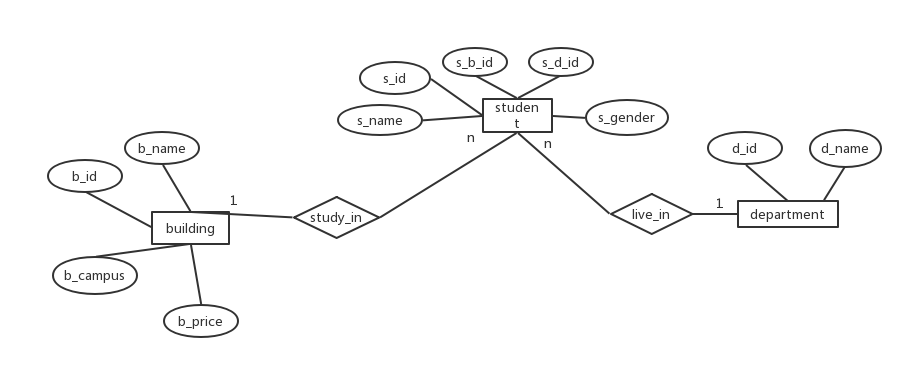 s_b_id
s_d_id
s_id
s_name
studen
t
s_gender
n
n
b_name
d_id
d_name
b_id
1
1
study_in
live_in
department
building
b_campus
b_price